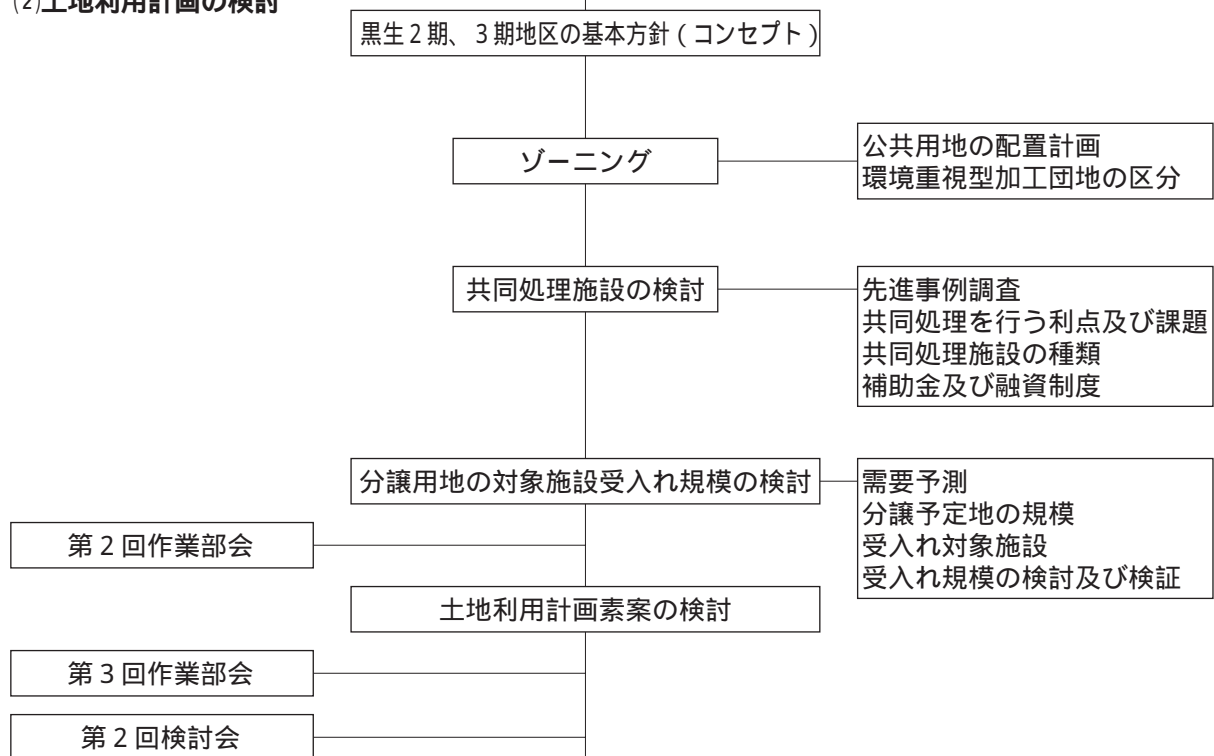 (2)土地利用計画の検討
黒生2期、3期地区の基本方針(コンセプト)
ゾーニング
公共用地の配置計画
環境重視型加工団地の区分
共同処理施設の検討
先進事例調査
共同処理を行う利点及び課題
共同処理施設の種類
補助金及び融資制度
分譲用地の対象施設受入れ規模の検討
需要予測
分譲予定地の規模
受入れ対象施設
受入れ規模の検討及び検証
第2回作業部会
土地利用計画素案の検討
第3回作業部会
第2回検討会